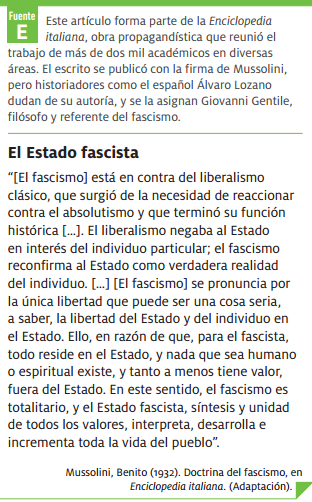 Fuente
E
Este artículo forma parte de la Enciclopedia
italiana, obra propagandística que reunió el
trabajo de más de dos mil académicos en diversas
áreas. El escrito se publicó con la firma de Mussolini,
pero historiadores como el español Álvaro Lozano
dudan de su autoría, y se la asignan Giovanni Gentile,
filósofo y referente del fascismo.
El Estado fascista
“[El fascismo] está en contra del liberalismo
clásico, que surgió de la necesidad de reaccionar
contra el absolutismo y que terminó su función
histórica [...]. El liberalismo negaba al Estado
en interés del individuo particular; el fascismo
reconfirma al Estado como verdadera realidad
del individuo. [...] [El fascismo] se pronuncia por
la única libertad que puede ser una cosa seria,
a saber, la libertad del Estado y del individuo en
el Estado. Ello, en razón de que, para el fascista,
todo reside en el Estado, y nada que sea humano
o espiritual existe, y tanto a menos tiene valor,
fuera del Estado. En este sentido, el fascismo es
totalitario, y el Estado fascista, síntesis y unidad
de todos los valores, interpreta, desarrolla e
incrementa toda la vida del pueblo”.
Mussolini, Benito (1932). Doctrina del fascismo, en
Enciclopedia italiana. (Adaptación).